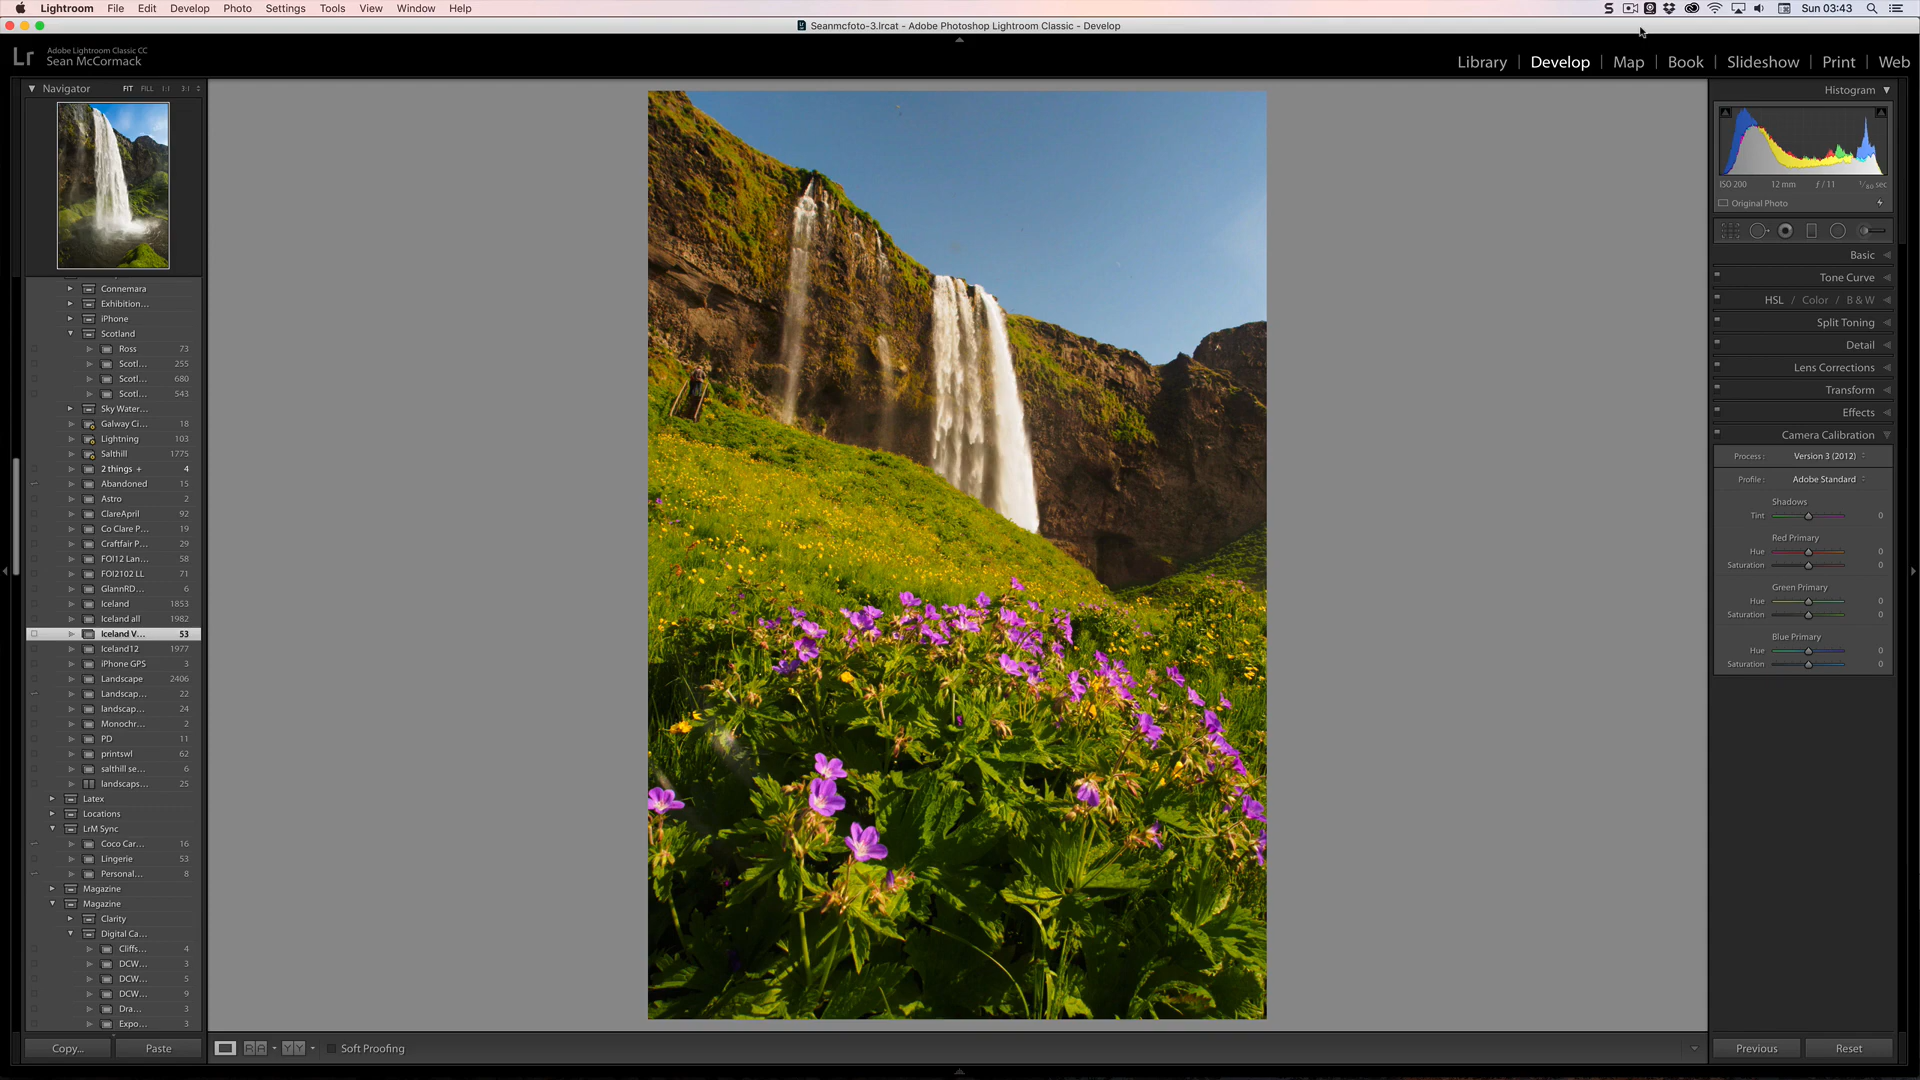 Lightroom File Edit Develop Photo Settings Tools View Window Help Sun 03:43
Seanmcfoto-3.lrcat - Adobe Photoshop Lightroom Classic - Develop
Lr Adobe Lightroom Classic CC
Sean McCormack
Library | Develop | Map | Book | Slideshow | Print | Web
Navigator FIT FILL 1:1 3:1
Connemara
Exhibition...
iPhone
Scotland
Ross 73
Scotl... 255
Scotl... 680
Scotl... 543
Sky Water...
Galway Ci... 18
Lightning 103
Salthill 1775
2 things + 4
Abandoned 15
Astro 2
ClareApril 92
Co Clare P... 19
Craftfair P... 29
FOI12 Lan... 58
FOI2102 LL 71
GlannRD... 6
Iceland 1853
Iceland all 1982
Iceland V... 53
Iceland12 1977
iPhone GPS 3
Landscape 2406
Landscap... 22
landscap... 24
Monochr... 2
PD 11
printswl 62
salthill se... 6
landscaps... 25
Latex
Locations
LrM Sync
Coco Car... 16
Lingerie 53
Personal... 8
Magazine
Magazine
Clarity
Digital Ca...
Cliffs... 4
DCW... 3
DCW... 5
DCW... 9
Dra... 3
Expo... 3
Copy... Paste
R A Y Y Soft Proofing
Histogram
ISO 200 12 mm ƒ / 11 1/80 sec
Original Photo
Basic
Tone Curve
HSL / Color / B & W
Split Toning
Detail
Lens Corrections
Transform
Effects
Camera Calibration
Process : Version 3 (2012)
Profile : Adobe Standard
Shadows
Tint 0
Red Primary
Hue 0
Saturation 0
Green Primary
Hue 0
Saturation 0
Blue Primary
Hue 0
Saturation 0
Previous Reset